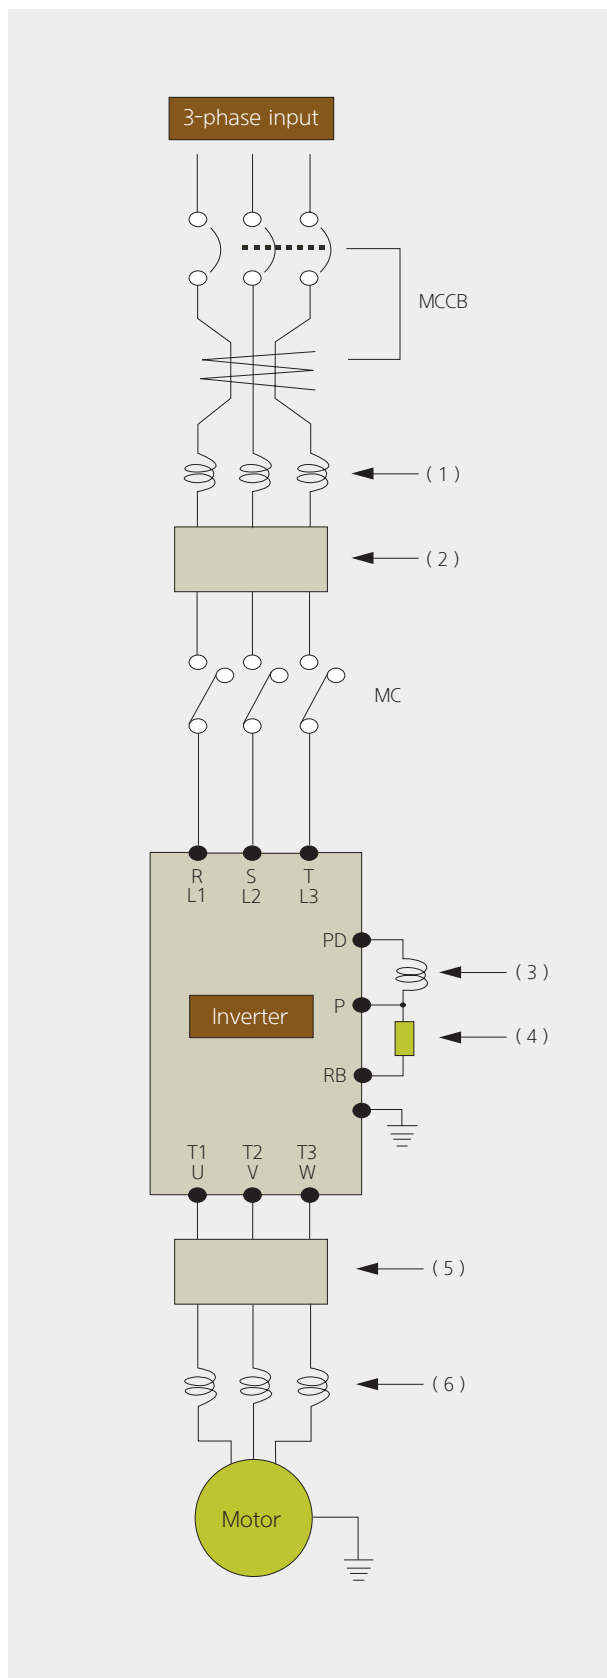 3-phase input
MCCB
( 1 )
( 2 )
MC
R S T
L1 L2 L3
PD
( 3 )
Inverter
P
( 4 )
RB
T1 T2 T3
U V W
( 5 )
( 6 )
Motor